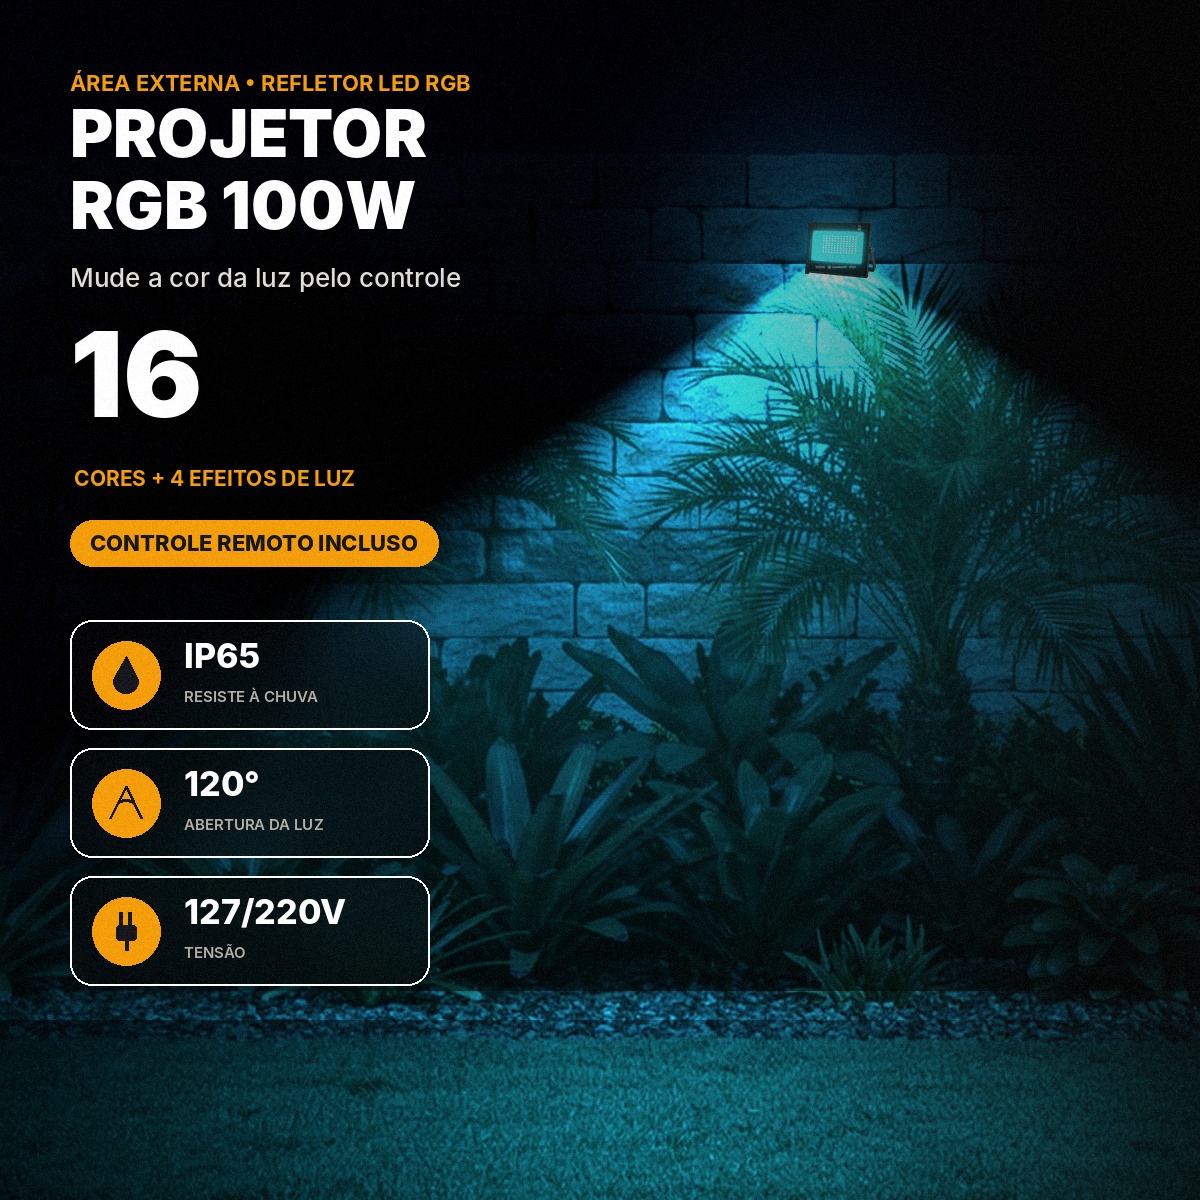 ÁREA EXTERNA • REFLETOR LED RGB
PROJETOR
RGB 100W
Mude a cor da luz pelo controle
16
CORES + 4 EFEITOS DE LUZ
CONTROLE REMOTO INCLUSO
IP65
RESISTE À CHUVA
120°
ABERTURA DA LUZ
127/220V
TENSÃO